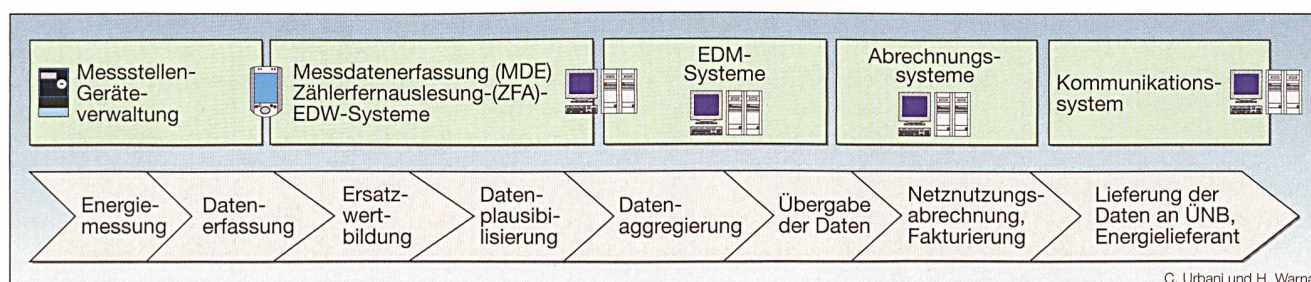 Messstellen-
Geräte-
verwaltung
Messdatenerfassung (MDE)
Zählerfernauslesung-(ZFA)-
EDW-Systeme
EDM-
Systeme
Abrechnungs-
systeme
Kommunikations-
system
Energie-
messung
Daten-
erfassung
Ersatz-
wert-
bildung
Daten-
plausibi-
lisierung
Daten-
aggregierung
Übergabe
der Daten
Netznutzungs-
abrechnung,
Fakturierung
Lieferung der
Daten an ÜNB,
Energielieferant
C. Urbani und H. Warna